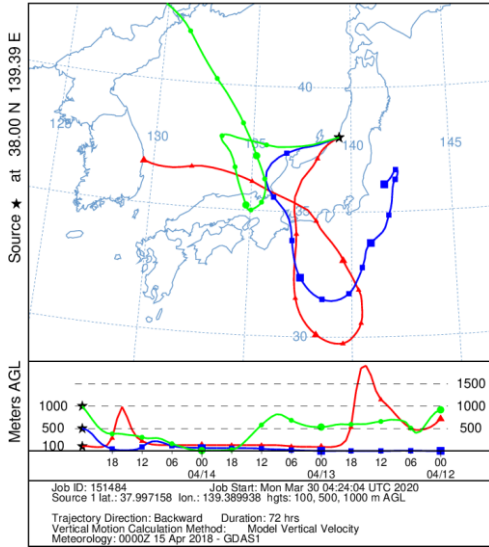 Source ★ at 38.00 N 139.39 E
40
130
135
140
145
35
30
Meters AGL
1500
1000
1000
500
500
100
18 12 06 00 18 12 06 00 18 12 06 00
04/14 04/13 04/12
Job ID: 151484 Job Start: Mon Mar 30 04:24:04 UTC 2020
Source 1 lat.: 37.997158 lon.: 139.389938 hgts: 100, 500, 1000 m AGL
Trajectory Direction: Backward Duration: 72 hrs
Vertical Motion Calculation Method: Model Vertical Velocity
Meteorology: 0000Z 15 Apr 2018 - GDAS1